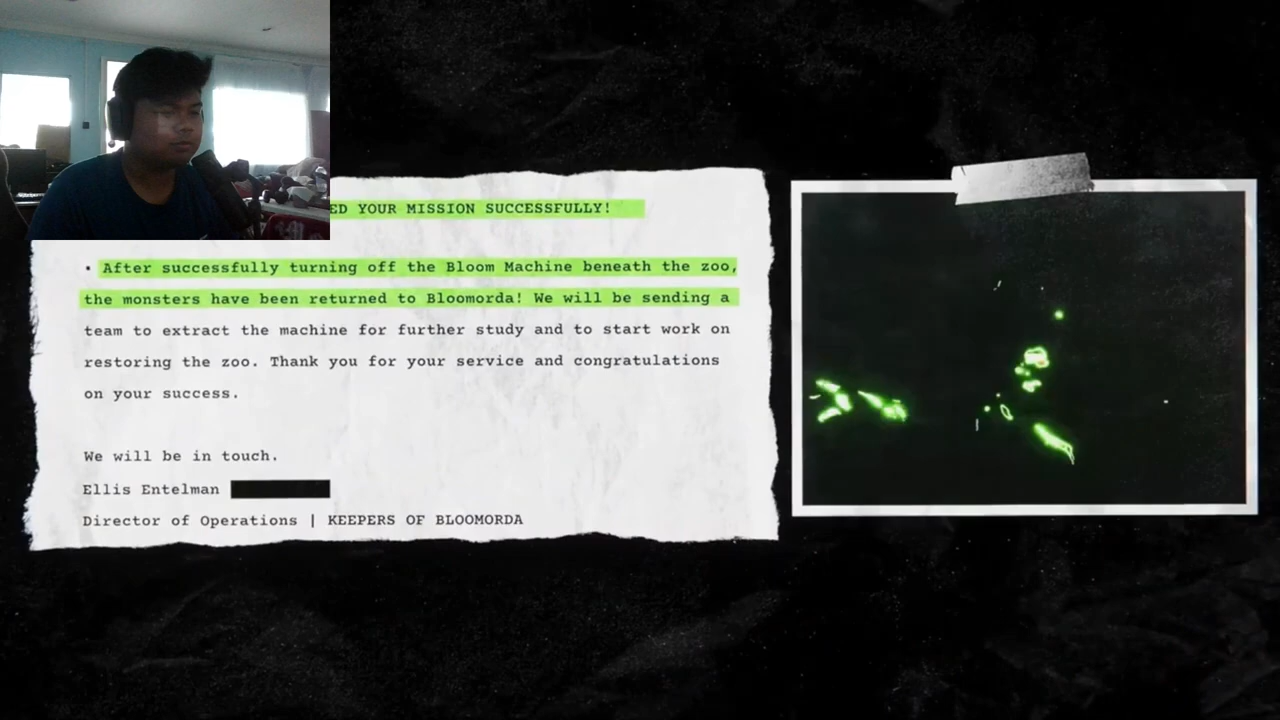 ED YOUR MISSION SUCCESSFULLY!
• After successfully turning off the Bloom Machine beneath the zoo,
the monsters have been returned to Bloomorda! We will be sending a
team to extract the machine for further study and to start work on
restoring the zoo. Thank you for your service and congratulations
on your success.
We will be in touch.
Ellis Entelman
Director of Operations | KEEPERS OF BLOOMORDA